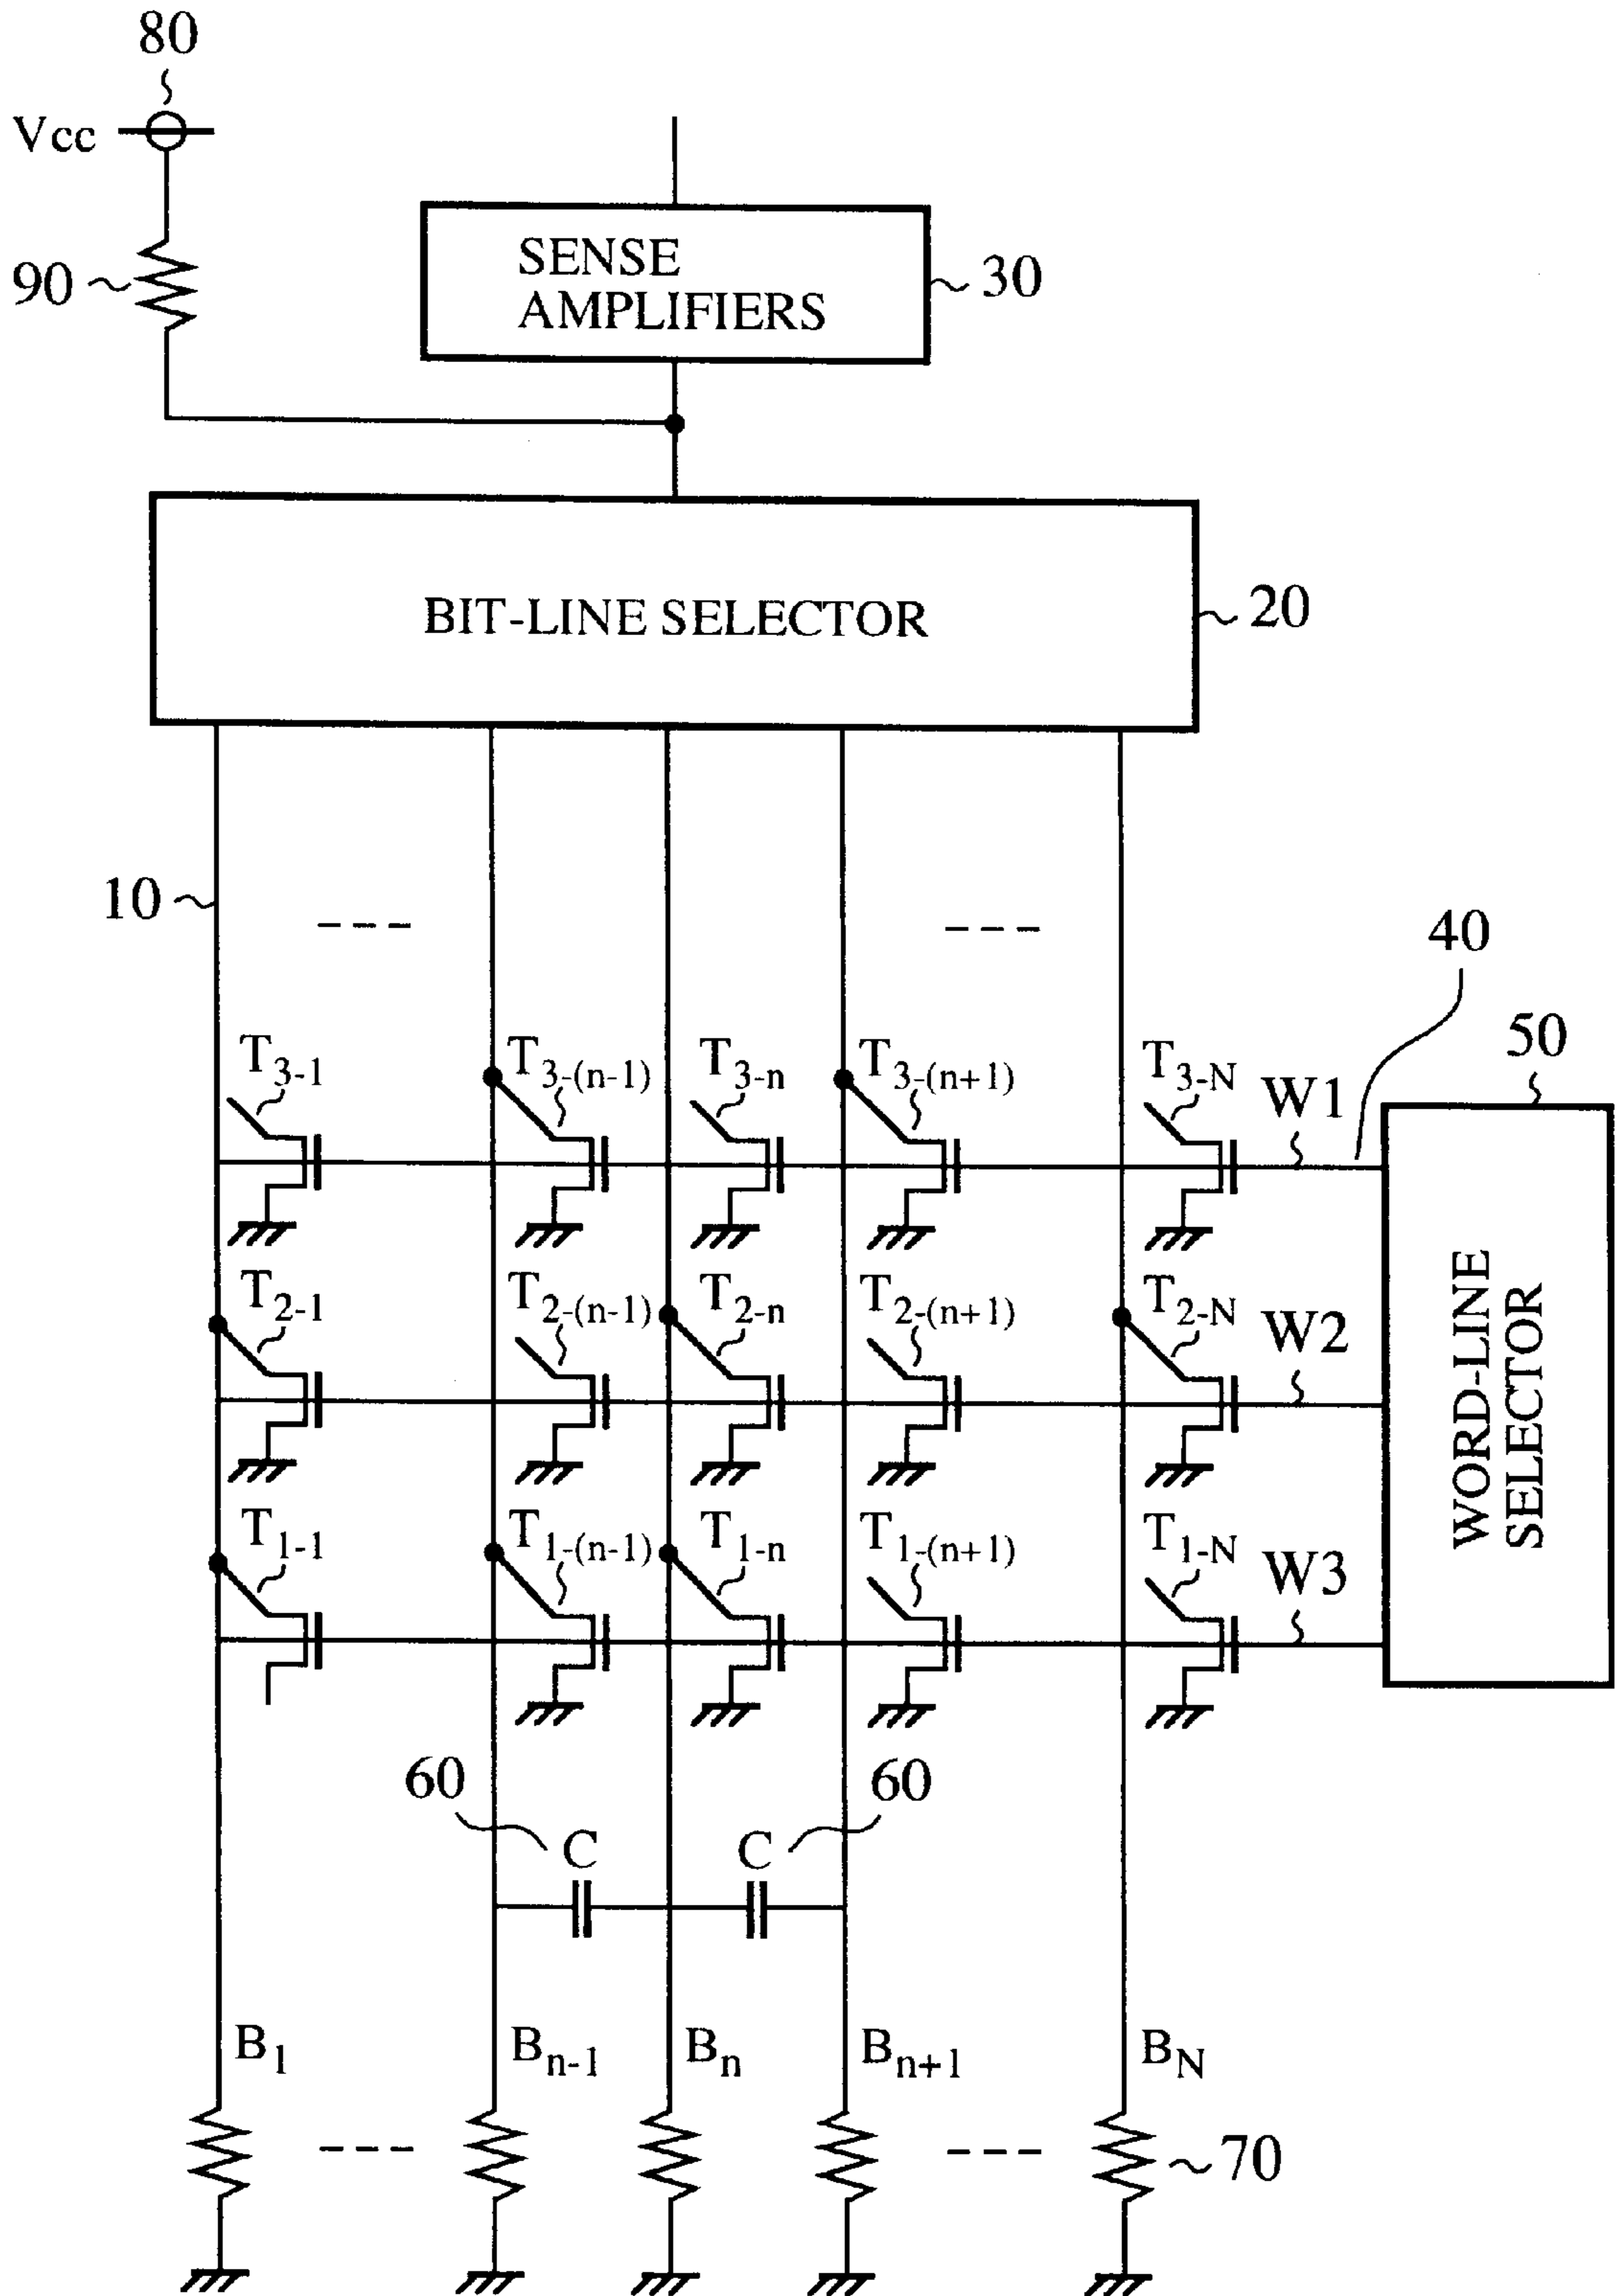 80
Vcc
90
SENSE
AMPLIFIERS
30
BIT-LINE SELECTOR
20
10
40
50
T3-1
T3-(n-1)
T3-n
T3-(n+1)
T3-N
W1
T2-1
T2-(n-1)
T2-n
T2-(n+1)
T2-N
W2
WORD-LINE
SELECTOR
T1-1
T1-(n-1)
T1-n
T1-(n+1)
T1-N
W3
60
60
C
C
B1
Bn-1
Bn
Bn+1
BN
70